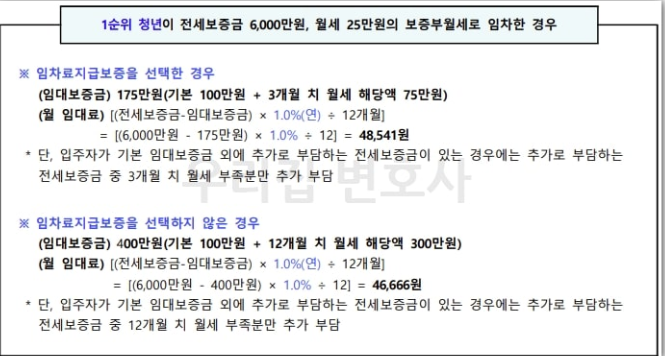 1순위 청년이 전세보증금 6,000만원, 월세 25만원의 보증부월세로 임차한 경우
※ 임차료지급보증을 선택한 경우
(임대보증금) 175만원(기본 100만원 + 3개월 치 월세 해당액 75만원)
(월 임대료) [(전세보증금-임대보증금) × 1.0%(연) ÷ 12개월]
= [(6,000만원 - 175만원) × 1.0% ÷ 12] = 48,541원
* 단, 입주자가 기본 임대보증금 외에 추가로 부담하는 전세보증금이 있는 경우에는 추가로 부담하는
전세보증금 중 3개월 치 월세 부족분만 추가 부담
우리집 변호사
※ 임차료지급보증을 선택하지 않은 경우
(임대보증금) 400만원(기본 100만원 + 12개월 치 월세 해당액 300만원)
(월 임대료) [(전세보증금-임대보증금) × 1.0%(연) ÷ 12개월]
= [(6,000만원 - 400만원) × 1.0% ÷ 12] = 46,666원
* 단, 입주자가 기본 임대보증금 외에 추가로 부담하는 전세보증금이 있는 경우에는 추가로 부담하는
전세보증금 중 12개월 치 월세 부족분만 추가 부담